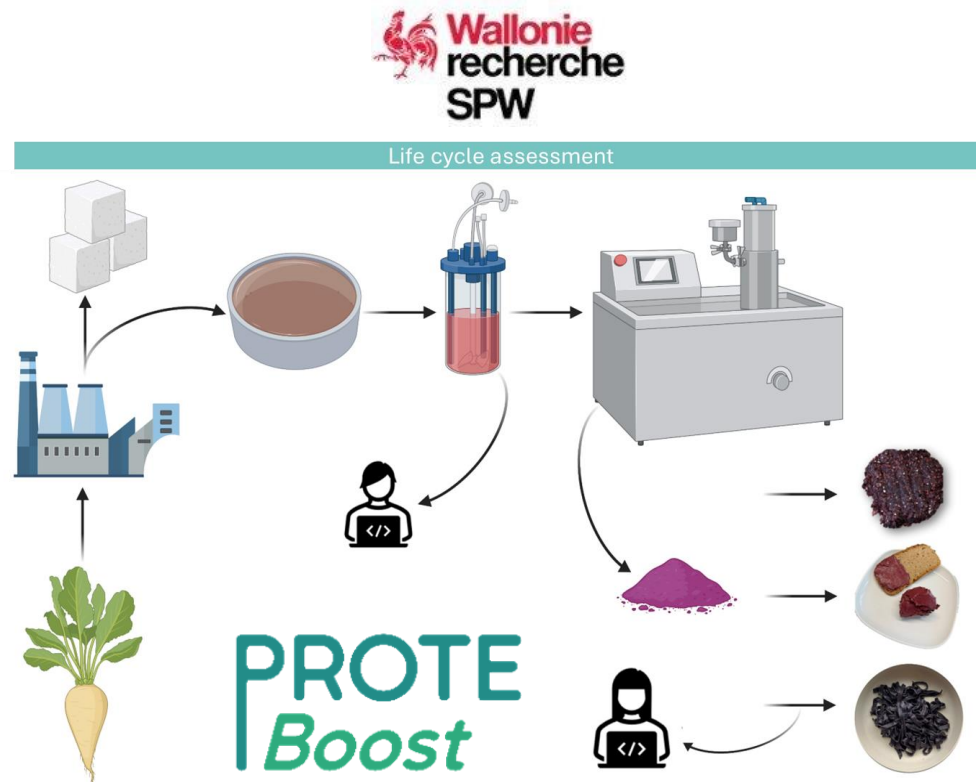 Wallonie
recherche
SPW
Life cycle assessment
</>
PROTE
Boost
</>